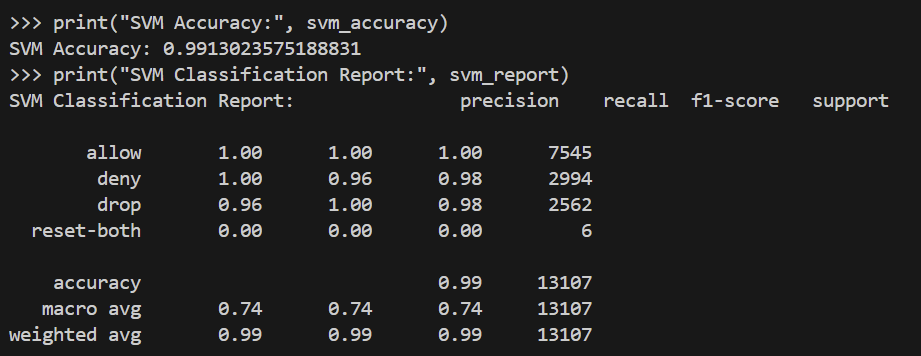 >>> print("SVM Accuracy:", svm_accuracy)
SVM Accuracy: 0.9913023575188831
>>> print("SVM Classification Report:", svm_report)
SVM Classification Report:               precision    recall  f1-score   support
       allow       1.00      1.00      1.00      7545
        deny       1.00      0.96      0.98      2994
        drop       0.96      1.00      0.98      2562
  reset-both       0.00      0.00      0.00         6
    accuracy                           0.99     13107
   macro avg       0.74      0.74      0.74     13107
weighted avg       0.99      0.99      0.99     13107